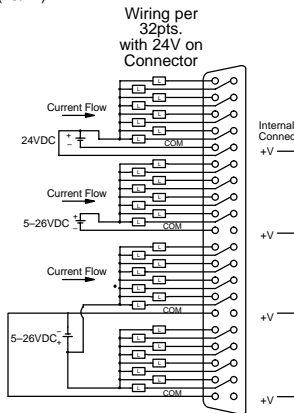 Wiring per
32pts.
with 24V on
Connector
L
L
L
L
Current Flow
L
L
Internal
Connec
24VDC
+
−
L
COM
L
+V
L
L
L
Current Flow
L
L
5–26VDC
+
−
L
COM
+V
L
L
Current Flow
L
L
L
L
L
COM
+V
5–26VDC
−
+
L
L
L
L
L
L
L
COM
+V